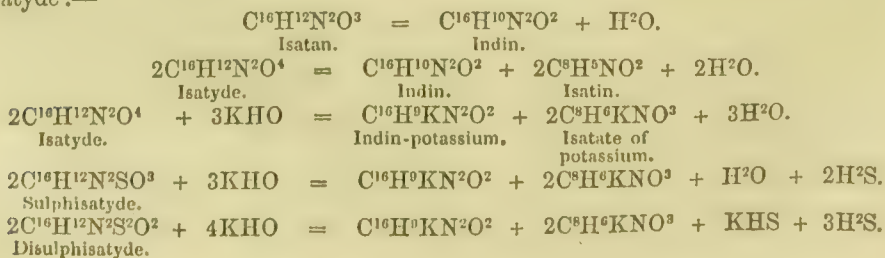 atyde:—
C¹⁶H¹²N²O³ = C¹⁶H¹⁰N²O² + H²O.
Isatan. Indin.
2C¹⁶H¹²N²O⁴ = C¹⁶H¹⁰N²O² + 2C⁸H⁵NO² + 2H²O.
Isatyde. Indin. Isatin.
2C¹⁶H¹²N²O⁴ + 3KHO = C¹⁶H⁹KN²O² + 2C⁸H⁶KNO³ + 3H²O.
Isatyde. Indin-potassium. Isatate of
potassium.
2C¹⁶H¹²N²SO³ + 3KHO = C¹⁶H⁹KN²O² + 2C⁸H⁶KNO³ + H²O + 2H²S.
Sulphisatyde.
2C¹⁶H¹²N²S²O² + 4KHO = C¹⁶H⁹KN²O² + 2C⁸H⁶KNO³ + KHS + 3H²S.
Disulphisatyde.